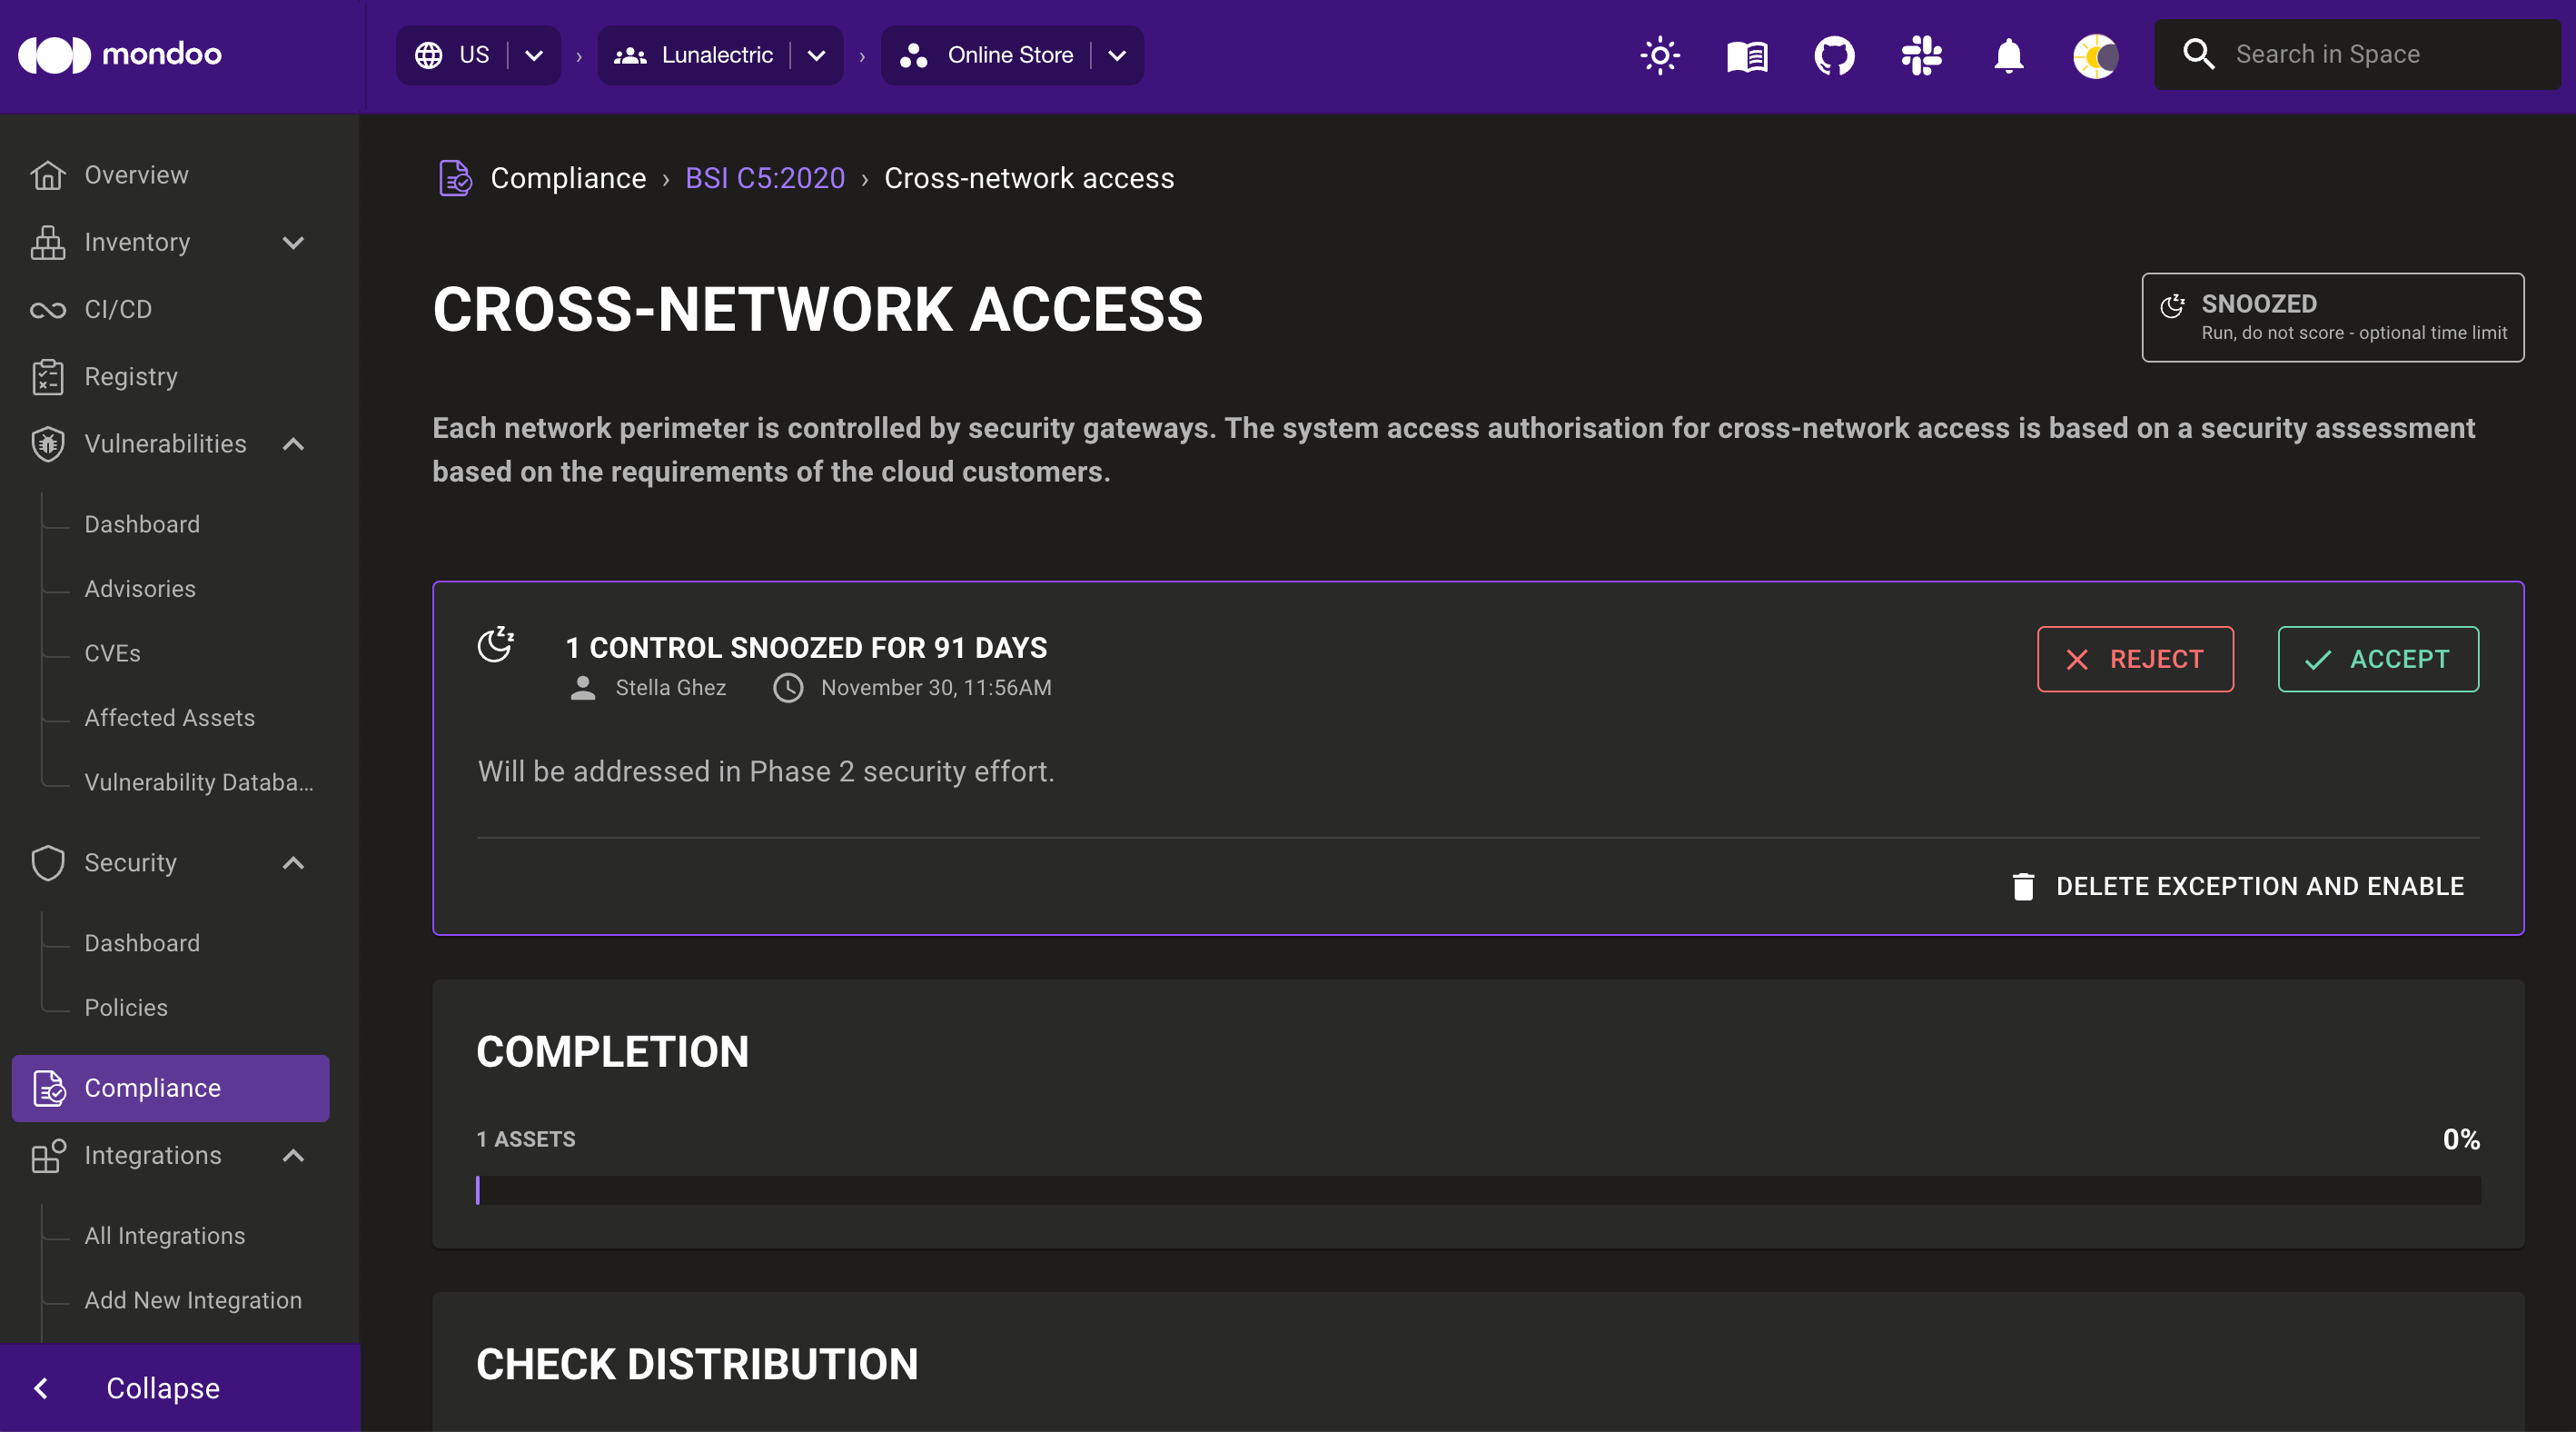 mondoo
US
Lunalectric
Online Store
Search in Space
Overview
Inventory
CI/CD
Registry
Vulnerabilities
Dashboard
Advisories
CVEs
Affected Assets
Vulnerability Databa...
Security
Dashboard
Policies
Compliance
Integrations
All Integrations
Add New Integration
Collapse
Compliance › BSI C5:2020 › Cross-network access
CROSS-NETWORK ACCESS
SNOOZED
Run, do not score - optional time limit
Each network perimeter is controlled by security gateways. The system access authorisation for cross-network access is based on a security assessment
based on the requirements of the cloud customers.
1 CONTROL SNOOZED FOR 91 DAYS
Stella Ghez November 30, 11:56AM
REJECT
ACCEPT
Will be addressed in Phase 2 security effort.
DELETE EXCEPTION AND ENABLE
COMPLETION
1 ASSETS
0%
CHECK DISTRIBUTION